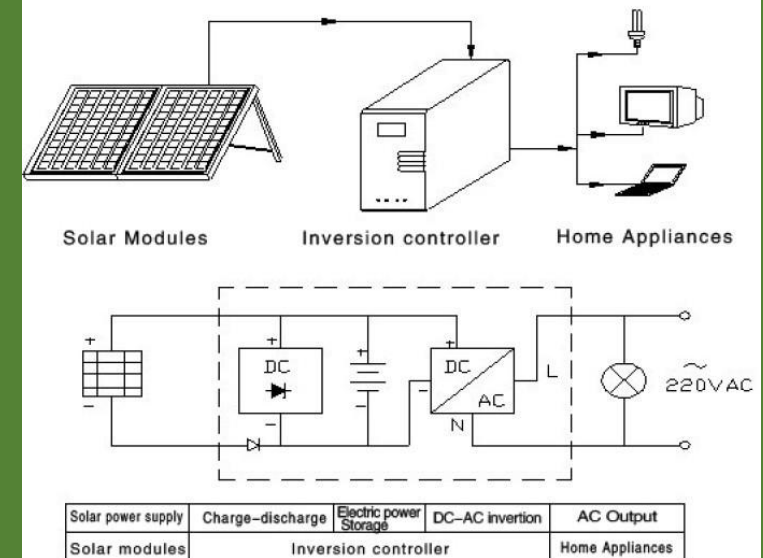 Solar Modules
Inversion controller
Home Appliances
+
-
DC
+
-
+
-
DC
AC
+
-
L
N
~
220VAC
Solar power supply
Charge-discharge
Electric power
Storage
DC-AC invertion
AC Output
Solar modules
Inversion controller
Home Appliances